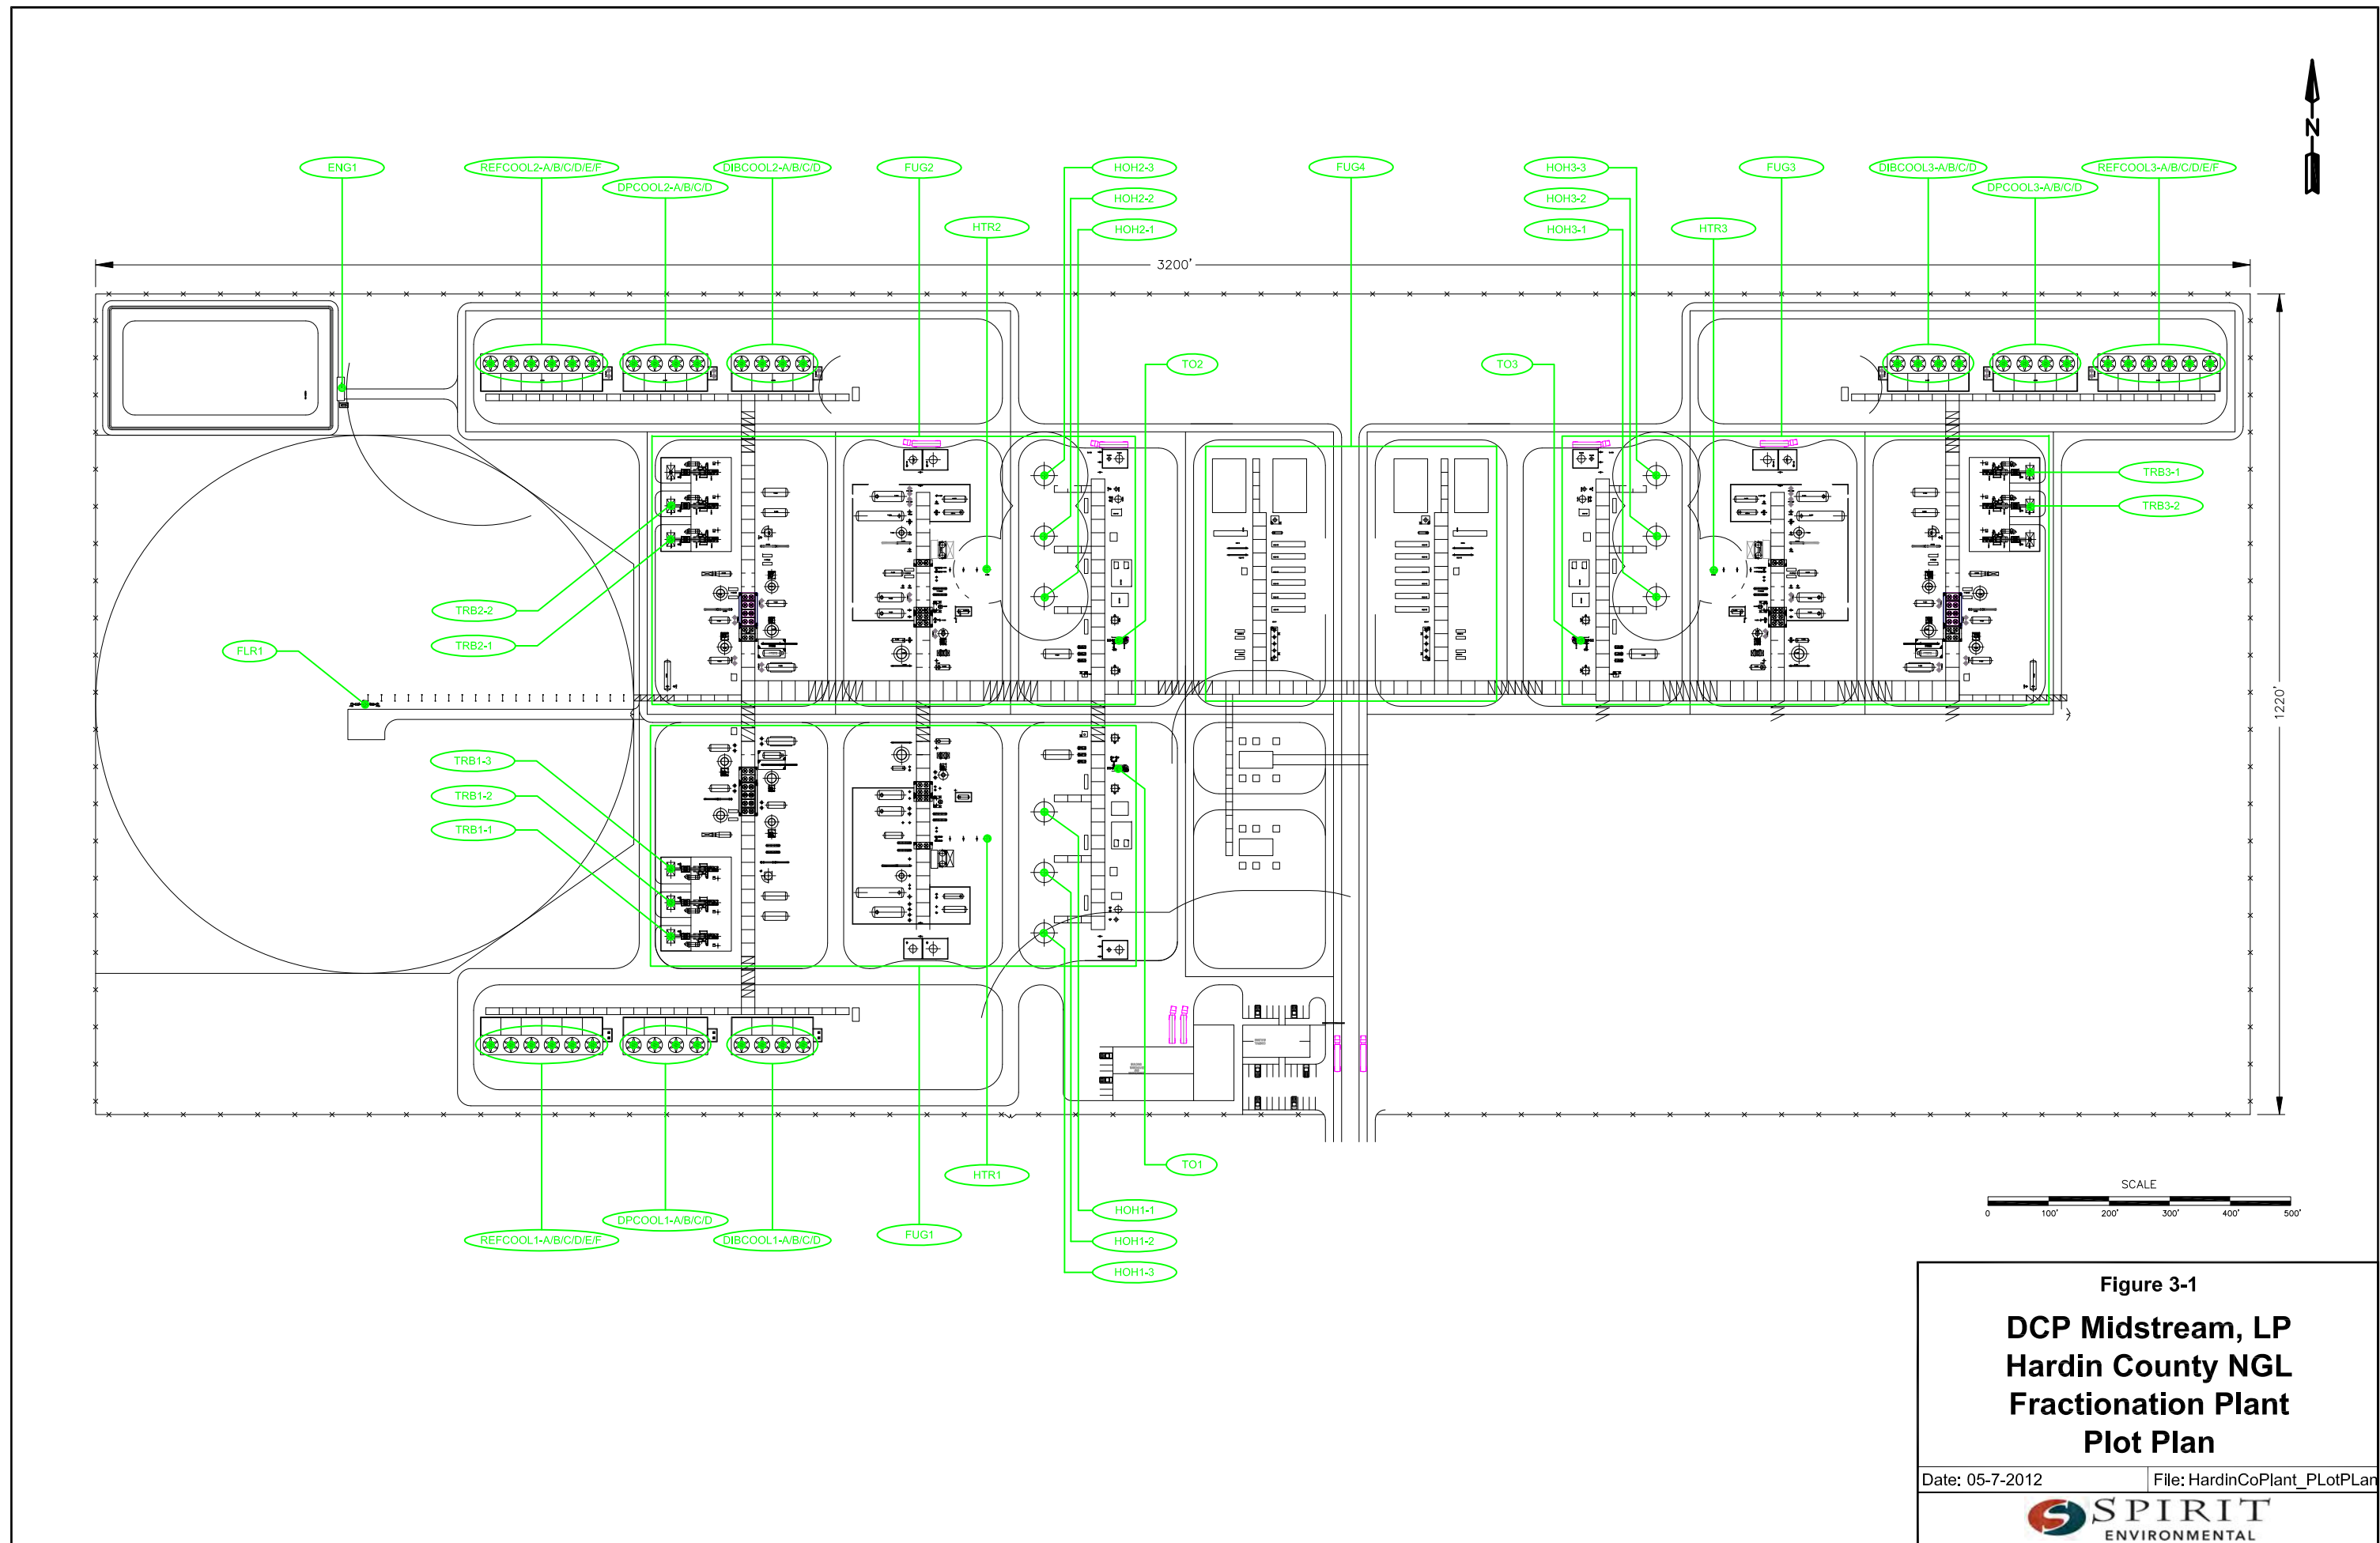 N
ENG1
REFCOOL2-A/B/C/D/E/F
DPCOOL2-A/B/C/D
DIBCOOL2-A/B/C/D
FUG2
HTR2
HOH2-3
HOH2-2
HOH2-1
FUG4
HOH3-3
HOH3-2
HOH3-1
HTR3
FUG3
DIBCOOL3-A/B/C/D
DPCOOL3-A/B/C/D
REFCOOL3-A/B/C/D/E/F
3200'
TO2
TO3
TRB3-1
TRB3-2
TRB2-2
TRB2-1
FLR1
1220'
TRB1-3
TRB1-2
TRB1-1
TO1
HTR1
HOH1-1
HOH1-2
HOH1-3
DPCOOL1-A/B/C/D
REFCOOL1-A/B/C/D/E/F
DIBCOOL1-A/B/C/D
FUG1
SCALE
0 100' 200' 300' 400' 500'
Figure 3-1
DCP Midstream, LP
Hardin County NGL
Fractionation Plant
Plot Plan
Date: 05-7-2012
File: HardinCoPlant_PLotPLan
SPIRIT
ENVIRONMENTAL